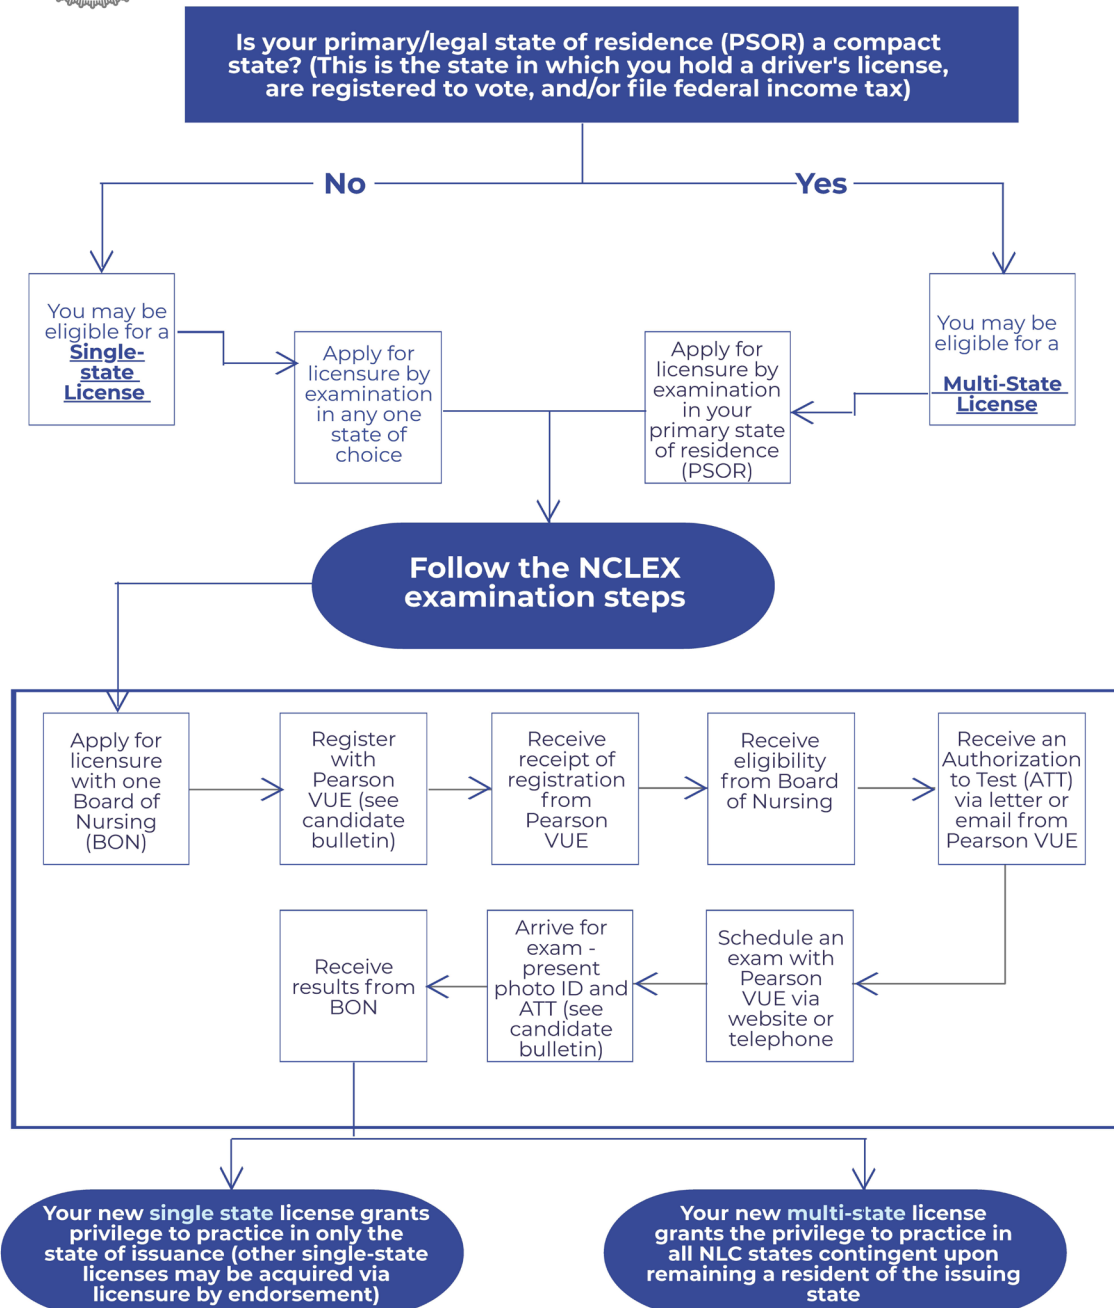 Is your primary/legal state of residence (PSOR) a compact
state? (This is the state in which you hold a driver's license,
are registered to vote, and/or file federal income tax)
No
Yes
You may be
eligible for a
Single-
state
License
Apply for
licensure by
examination
in any one
state of
choice
Apply for
licensure by
examination
in your
primary state
of residence
(PSOR)
You may be
eligible for a
Multi-State
License
Follow the NCLEX
examination steps
Apply for
licensure
with one
Board of
Nursing
(BON)
Register
with
Pearson
VUE (see
candidate
bulletin)
Receive
receipt of
registration
from
Pearson
VUE
Receive
eligibility
from Board
of Nursing
Receive an
Authorization
to Test (ATT)
via letter or
email from
Pearson VUE
Schedule an
exam with
Pearson
VUE via
website or
telephone
Arrive for
exam -
present
photo ID and
ATT (see
candidate
bulletin)
Receive
results from
BON
Your new single state license grants
privilege to practice in only the
state of issuance (other single-state
licenses may be acquired via
licensure by endorsement)
Your new multi-state license
grants the privilege to practice in
all NLC states contingent upon
remaining a resident of the issuing
state